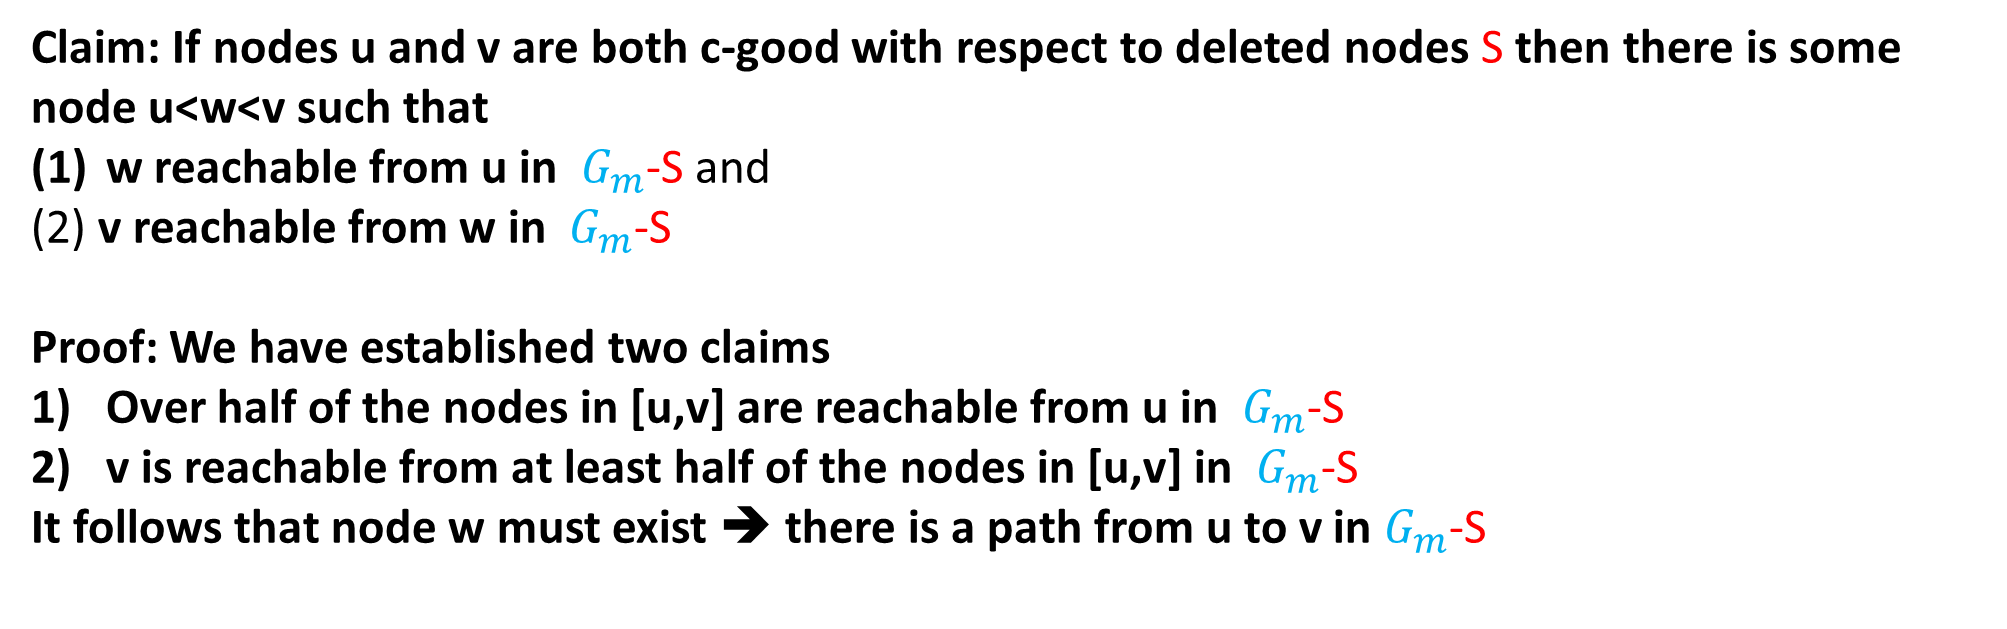 Claim: If nodes u and v are both c-good with respect to deleted nodes S then there is some
node u<w<v such that
(1) w reachable from u in G_m-S and
(2) v reachable from w in G_m-S
Proof: We have established two claims
1) Over half of the nodes in [u,v] are reachable from u in G_m-S
2) v is reachable from at least half of the nodes in [u,v] in G_m-S
It follows that node w must exist → there is a path from u to v in G_m-S